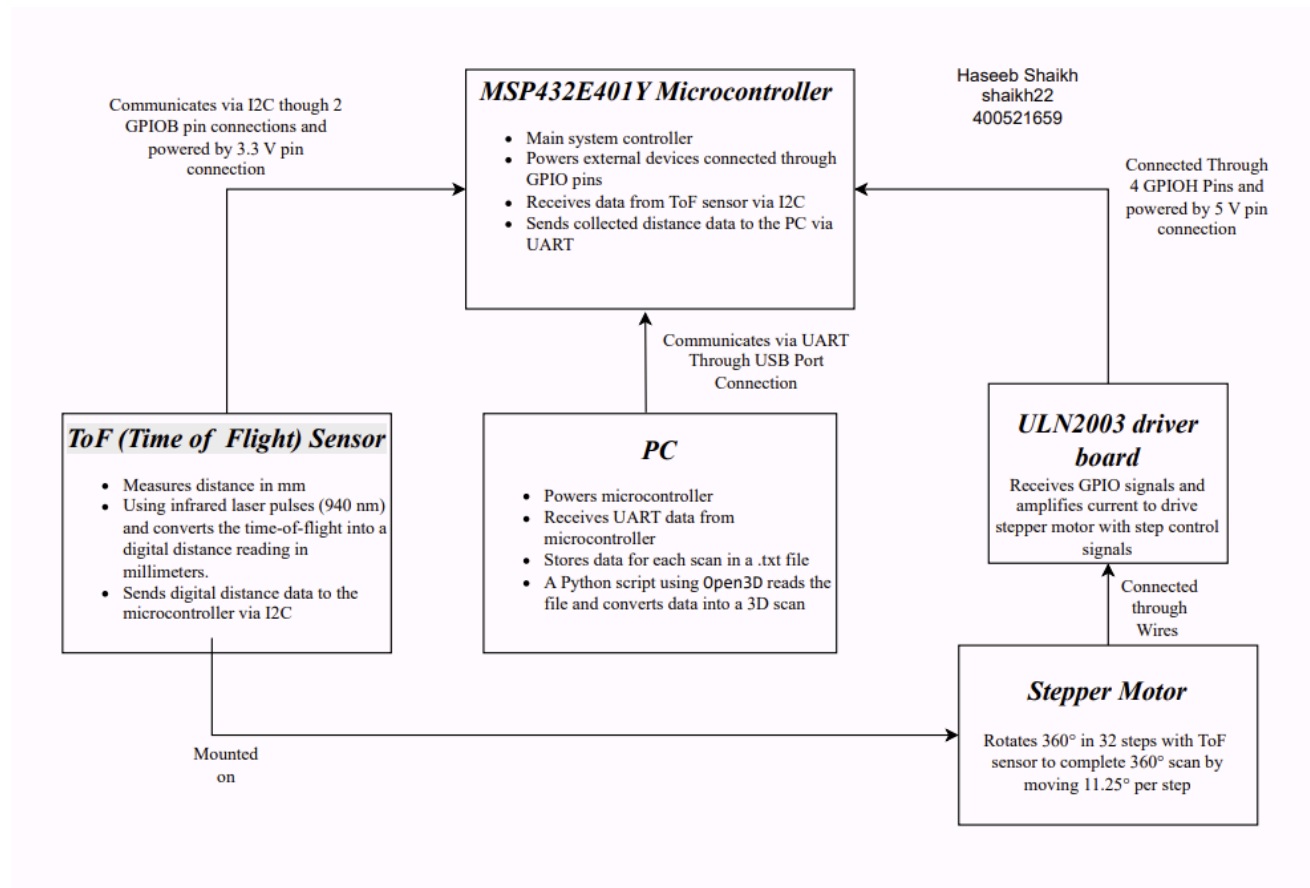 Haseeb Shaikh
shaikh22
400521659
Communicates via I2C though 2
GPIOB pin connections and
powered by 3.3 V pin
connection
MSP432E401Y Microcontroller
• Main system controller
• Powers external devices connected through
GPIO pins
• Receives data from ToF sensor via I2C
• Sends collected distance data to the PC via
UART
Connected Through
4 GPIOH Pins and
powered by 5 V pin
connection
Communicates via UART
Through USB Port
Connection
ToF (Time of Flight) Sensor
• Measures distance in mm
• Using infrared laser pulses (940 nm)
and converts the time-of-flight into a
digital distance reading in
millimeters.
• Sends digital distance data to the
microcontroller via I2C
PC
• Powers microcontroller
• Receives UART data from
microcontroller
• Stores data for each scan in a .txt file
• A Python script using Open3D reads the
file and converts data into a 3D scan
ULN2003 driver
board
Receives GPIO signals and
amplifies current to drive
stepper motor with step control
signals
Connected
through
Wires
Stepper Motor
Rotates 360° in 32 steps with ToF
sensor to complete 360° scan by
moving 11.25° per step
Mounted
on